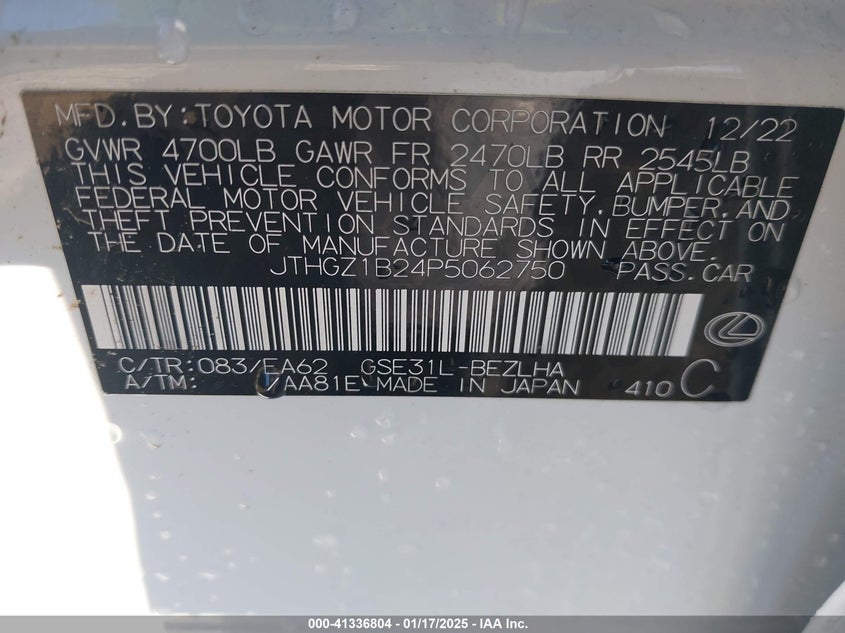 MFD.BY:TOYOTA MOTOR CORPORATION 12/22
GVWR 4700LB GAWR FR 2470LB RR 2545LB
THIS VEHICLE CONFORMS TO ALL APPLICABLE
FEDERAL MOTOR VEHICLE SAFETY,BUMPER,AND
THEFT PREVENTION STANDARDS IN EFFECT ON
THE DATE OF MANUFACTURE SHOWN ABOVE.
JTHGZ1B24P5062750 PASS.CAR
C/TR:083/EA62 GSE31L-BEZLHA
A/TM: /AA81E MADE IN JAPAN 410 C
000-41336804 — 01/17/2025 — IAA Inc.